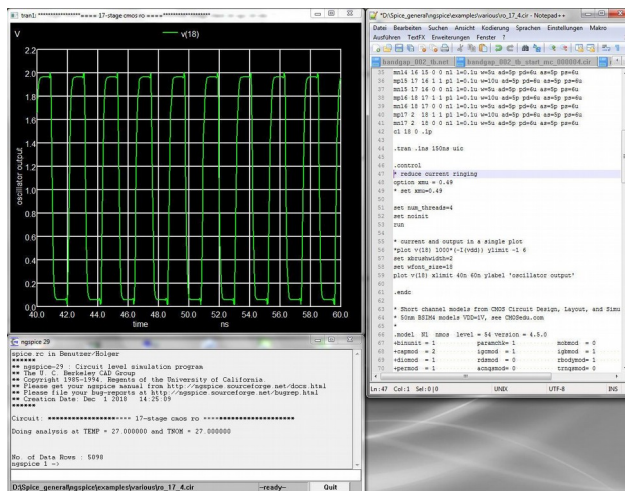 tran1: ********************==== 17-stage cmos ro =====********************
V
v(18)
2.2
2.0
1.8
1.6
1.4
1.2
1.0
0.8
0.6
0.4
0.2
0.0
oscillator output
40.0 42.0 44.0 46.0 48.0 50.0 52.0 54.0 56.0 58.0 60.0
time ns
ngspice 29
spice.rc in Benutzer/Holger
******
** ngspice-29 : Circuit level simulation program
** The U. C. Berkeley CAD Group
** Copyright 1985-1994, Regents of the University of California.
** Please get your ngspice manual from http://ngspice.sourceforge.net/docs.html
** Please file your bug-reports at http://ngspice.sourceforge.net/bugrep.html
** Creation Date: Dec 1 2018 14:25:09
******
Circuit: ********************==== 17-stage cmos ro =====********************
Doing analysis at TEMP = 27.000000 and TNOM = 27.000000
No. of Data Rows : 5098
ngspice 1 ->
D:\Spice_general\ngspice\examples\various\ro_17_4.cir --ready-- Quit
*D:\Spice_general\ngspice\examples\various\ro_17_4.cir - Notepad++
Datei Bearbeiten Suchen Ansicht Kodierung Sprachen Einstellungen Makro
Ausführen TextFX Erweiterungen Fenster ?
bandgap_002_tb.net bandgap_002_tb_start_mc_000004.cir
35 mn14 16 15 0 0 n1 l=0.1u w=5u ad=5p pd=6u as=5p ps=6u
36 mp15 17 16 1 1 p1 l=0.1u w=10u ad=5p pd=6u as=5p ps=6u
37 mn15 17 16 0 0 n1 l=0.1u w=5u ad=5p pd=6u as=5p ps=6u
38 mp16 18 17 1 1 p1 l=0.1u w=10u ad=5p pd=6u as=5p ps=6u
39 mn16 18 17 0 0 n1 l=0.1u w=5u ad=5p pd=6u as=5p ps=6u
40 mp17 2 18 1 1 p1 l=0.1u w=10u ad=5p pd=6u as=5p ps=6u
41 mn17 2 18 0 0 n1 l=0.1u w=5u ad=5p pd=6u as=5p ps=6u
42 cl 18 0 .1p
43
44 .tran .1ns 150ns uic
45
46 .control
47 * reduce current ringing
48 option xmu = 0.49
49 * set xmu=0.49
50
51 set num_threads=4
52 set noinit
53 run
54
55 * current and output in a single plot
56 *plot v(18) 1000*(-I(vdd)) ylimit -1 6
57 set xbrushwidth=2
58 set wfont_size=18
59 plot v(18) xlimit 40n 60n ylabel 'oscillator output'
60
61 .endc
62
63 * Short channel models from CMOS Circuit Design, Layout, and Simu
64 * 50nm BSIM4 models VDD=1V, see CMOSedu.com
65 *
66 .model N1 nmos level = 54 version = 4.5.0
67 +binunit = 1 paramchk= 1 mobmod = 0
68 +capmod = 2 igcmod = 1 igbmod = 1
69 +diomod = 1 rdsmod = 0 rbodymod= 1
70 +permod = 1 acnqsmod= 0 trnqsmod= 0
Ln:47 Col:1 Sel:0|0 UNIX UTF-8 INS